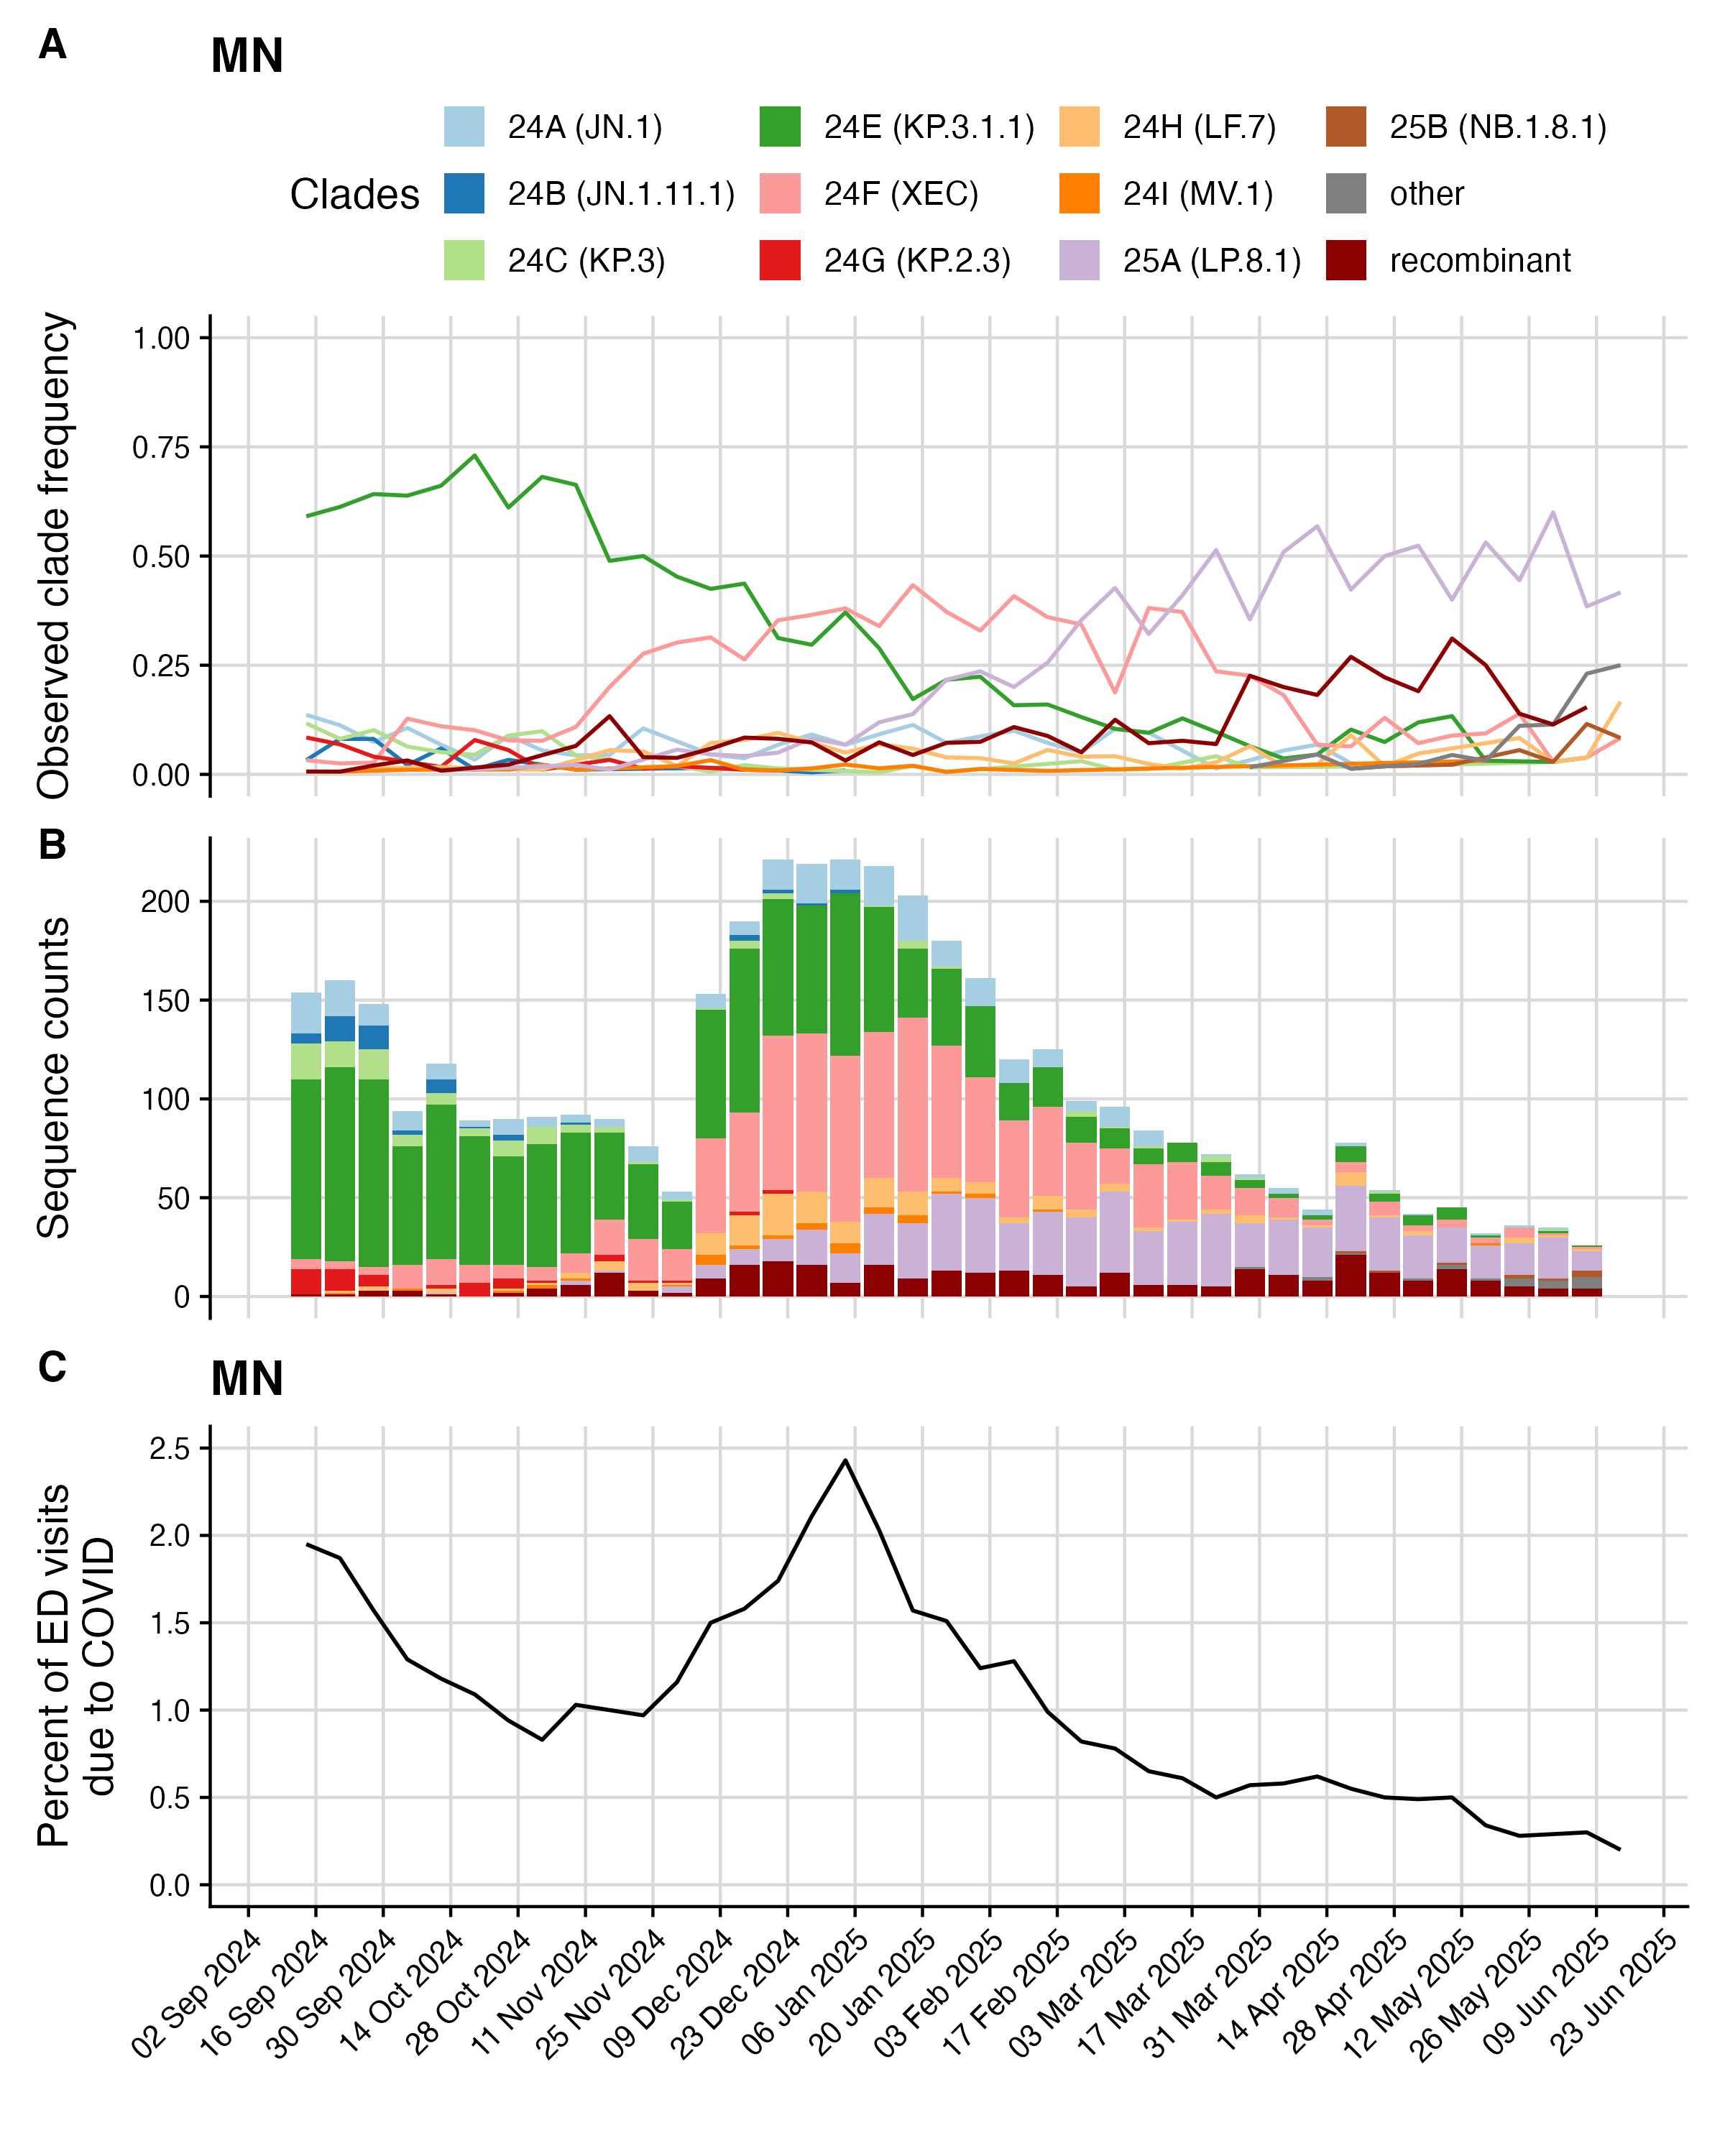 A
MN
Clades
24A (JN.1)
24B (JN.1.11.1)
24C (KP.3)
24E (KP.3.1.1)
24F (XEC)
24G (KP.2.3)
24H (LF.7)
24I (MV.1)
25A (LP.8.1)
25B (NB.1.8.1)
other
recombinant
Observed clade frequency
1.00
0.75
0.50
0.25
0.00
B
Sequence counts
200
150
100
50
0
C
MN
Percent of ED visits
due to COVID
2.5
2.0
1.5
1.0
0.5
0.0
02 Sep 2024
16 Sep 2024
30 Sep 2024
14 Oct 2024
28 Oct 2024
11 Nov 2024
25 Nov 2024
09 Dec 2024
23 Dec 2024
06 Jan 2025
20 Jan 2025
03 Feb 2025
17 Feb 2025
03 Mar 2025
17 Mar 2025
31 Mar 2025
14 Apr 2025
28 Apr 2025
12 May 2025
26 May 2025
09 Jun 2025
23 Jun 2025